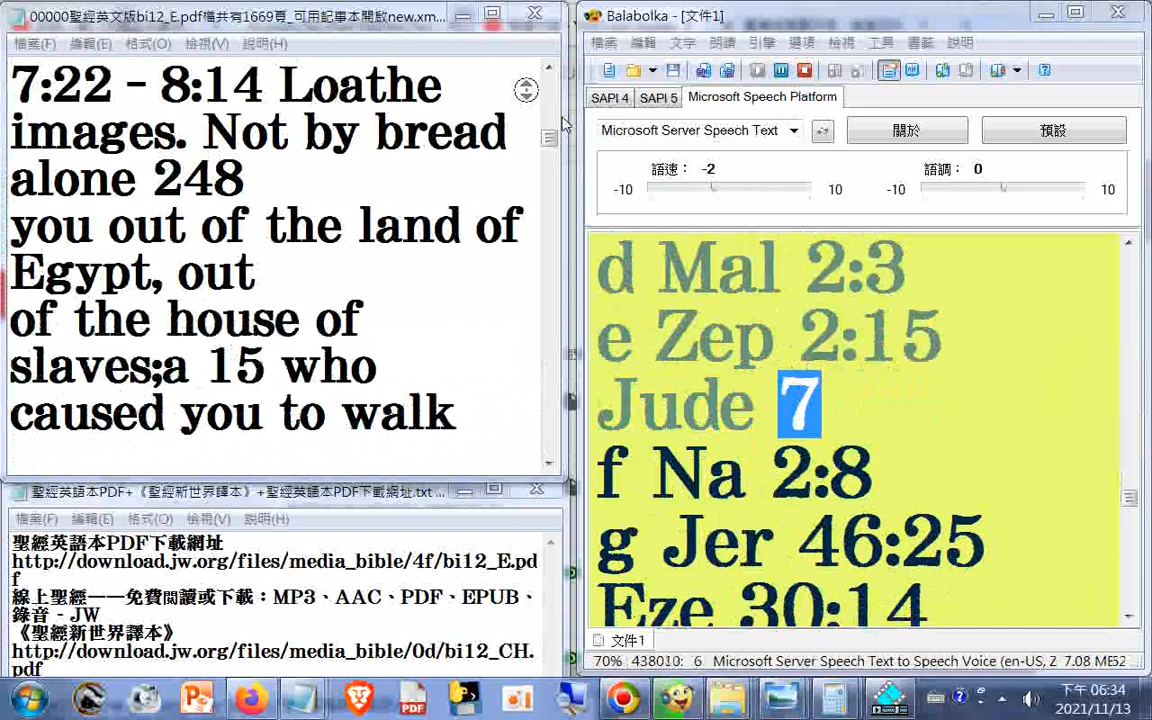 00000聖經英文版bi12_E.pdf檔共有1669頁_可用記事本開啟new.xm...
檔案(F) 編輯(E) 格式(O) 檢視(V) 說明(H)
7:22 – 8:14 Loathe
images. Not by bread
alone 248
you out of the land of
Egypt, out
of the house of
slaves;a 15 who
caused you to walk
聖經英語本PDF+《聖經新世界譯本》+聖經英語本PDF下載網址.txt ...
檔案(F) 編輯(E) 格式(O) 檢視(V) 說明(H)
聖經英語本PDF下載網址
http://download.jw.org/files/media_bible/4f/bi12_E.pd
f
線上聖經——免費閱讀或下載：MP3、AAC、PDF、EPUB、
錄音 - JW
《聖經新世界譯本》
http://download.jw.org/files/media_bible/0d/bi12_CH.
pdf
Balabolka - [文件1]
檔案 編輯 文字 朗讀 引擎 選項 檢視 工具 書籤 說明
SAPI 4 SAPI 5 Microsoft Speech Platform
Microsoft Server Speech Text 關於 預設
語速： -2 語調： 0
-10 10 -10 10
d Mal 2:3
e Zep 2:15
Jude 7
f Na 2:8
g Jer 46:25
Eze 30:14
文件1
70% 438010: 6 Microsoft Server Speech Text to Speech Voice (en-US, Z 7.08 ME52
下午 06:34
2021/11/13